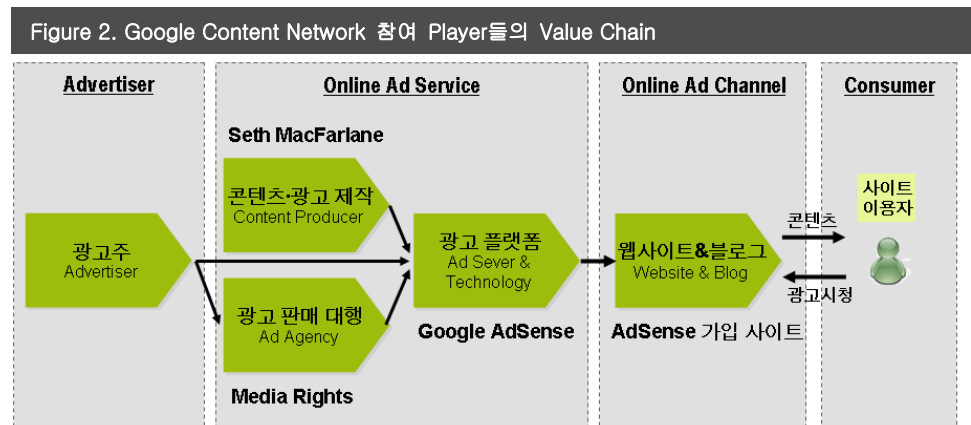 Figure 2. Google Content Network 참여 Player들의 Value Chain
Advertiser
Online Ad Service
Online Ad Channel
Consumer
Seth MacFarlane
콘텐츠·광고 제작
Content Producer
광고주
Advertiser
광고 판매 대행
Ad Agency
Media Rights
광고 플랫폼
Ad Sever &
Technology
Google AdSense
웹사이트&블로그
Website & Blog
AdSense 가입 사이트
콘텐츠
광고시청
사이트
이용자